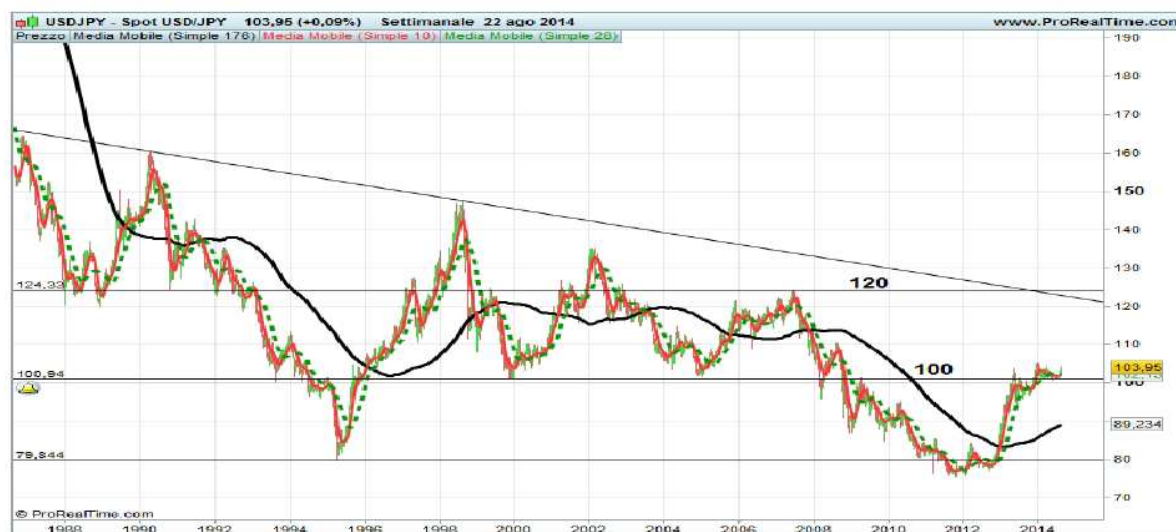 USDJPY - Spot USD/JPY 103,95 (+0,09%) Settimanale 22 ago 2014 www.ProRealTime.com
Prezzo Media Mobile (Simple 176) Media Mobile (Simple 10) Media Mobile (Simple 28)
190
180
170
160
150
140
130
124,33 120
120
110
100,94 100 103,95
100
89,234
79,844 80
70
© ProRealTime.com
1988 1990 1992 1994 1996 1998 2000 2002 2004 2006 2008 2010 2012 2014